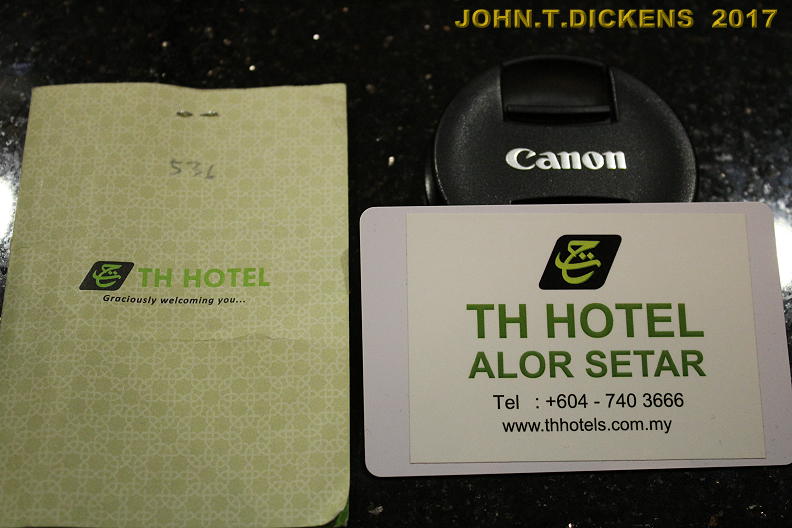 JOHN.T.DICKENS 2017
536
TH HOTEL
Graciously welcoming you...
Canon
TH HOTEL
ALOR SETAR
Tel : +604 - 740 3666
www.thhotels.com.my